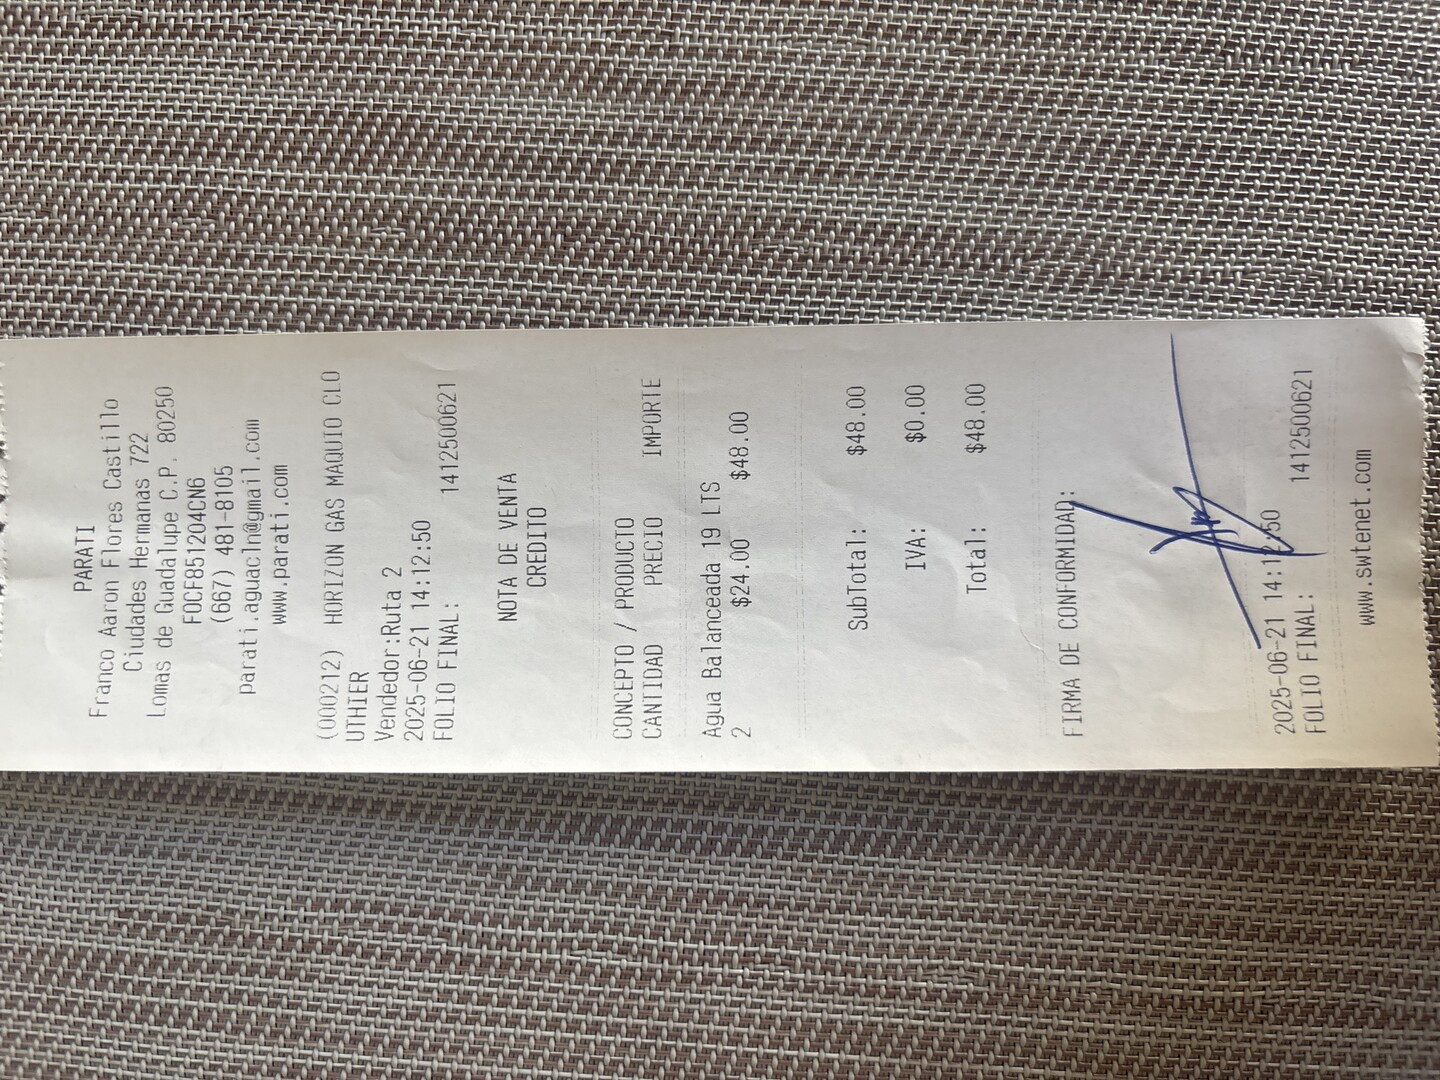 PARATI
Franco Aaron Flores Castillo
Ciudades Hermanas 722
Lomas de Guadalupe C.P. 80250
FOCF851204CN6
(667) 481-8105
parati.aguacln@gmail.com
www.parati.com
(000212) HORIZON GAS MAQUIO CLO
UTHIER
Vendedor:Ruta 2
2025-06-21 14:12:50
FOLIO FINAL: 1412500621
NOTA DE VENTA
CREDITO
CONCEPTO / PRODUCTO
CANTIDAD PRECIO IMPORTE
Agua Balanceada 19 LTS
2 $24.00 $48.00
SubTotal: $48.00
IVA: $0.00
Total: $48.00
FIRMA DE CONFORMIDAD:
2025-06-21 14:12:50
FOLIO FINAL: 1412500621
www.swtenet.com